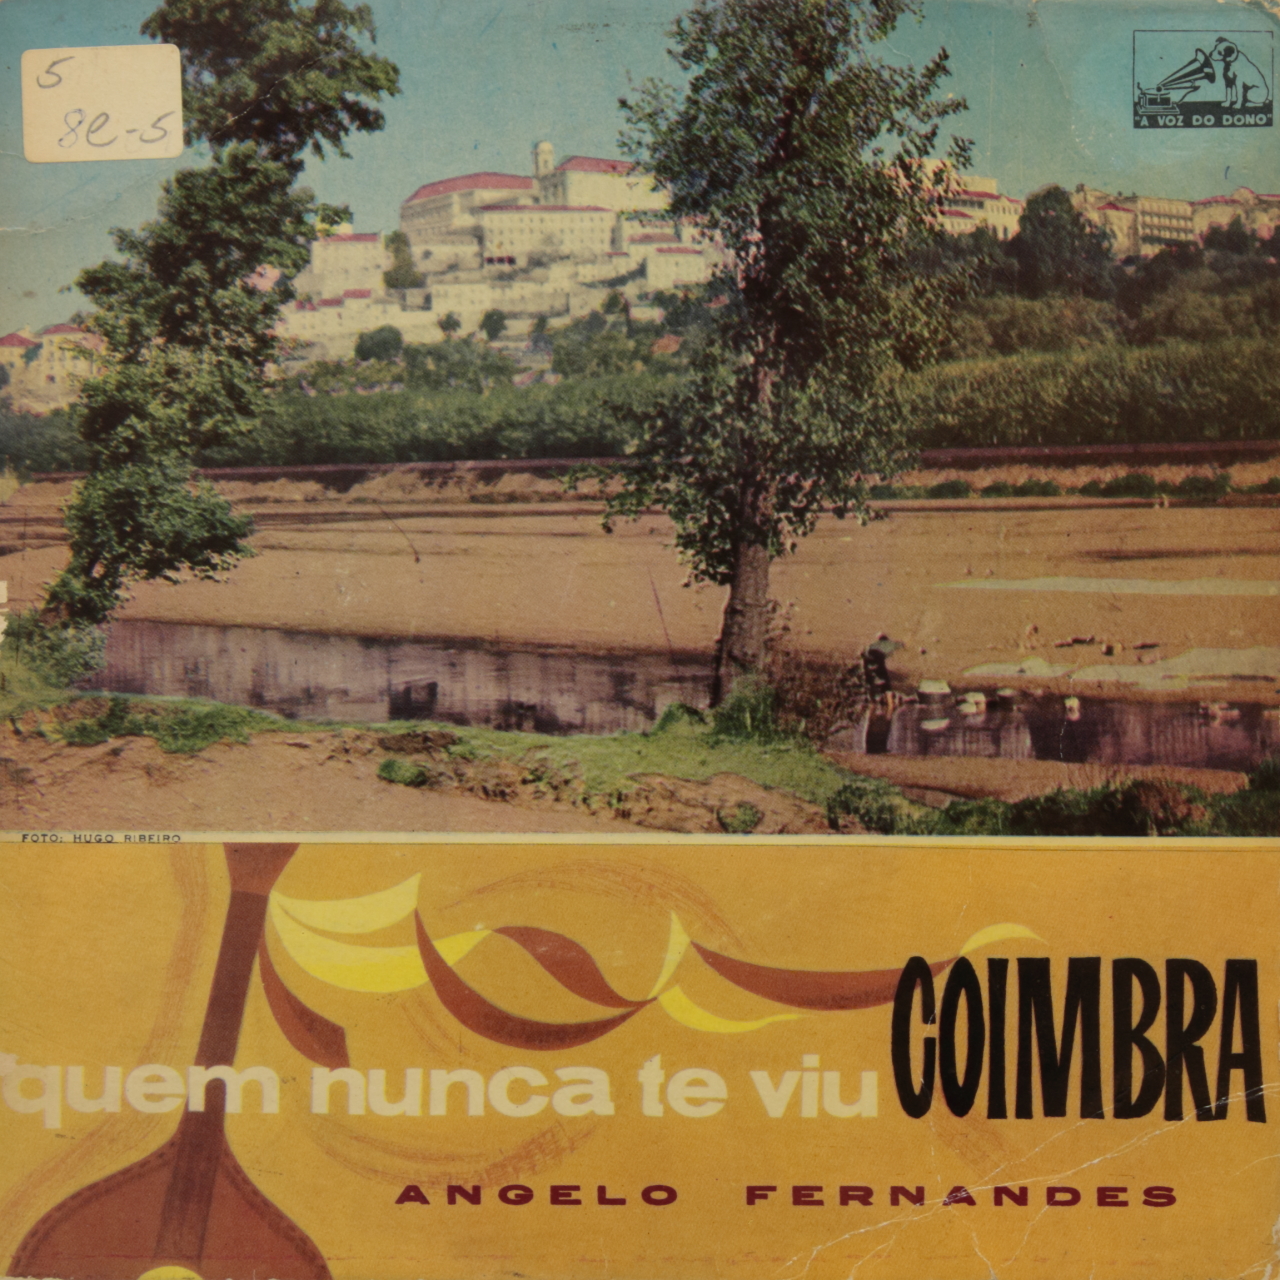 5
8e-5
"A VOZ DO DONO"
FOTO: HUGO RIBEIRO
quem nunca te viu COIMBRA
ANGELO FERNANDES